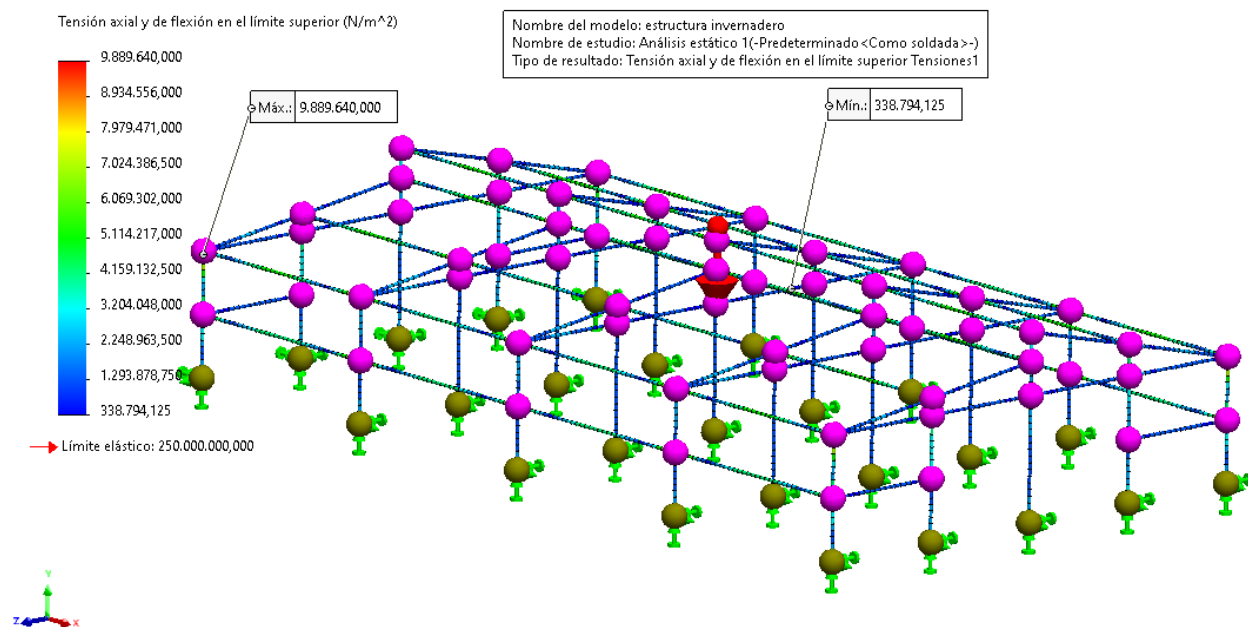 Tensión axial y de flexión en el límite superior (N/m^2)
9.889.640,000
8.934.556,000
7.979.471,000
7.024.386,500
6.069.302,000
5.114.217,000
4.159.132,500
3.204.048,000
2.248.963,500
1.293.878,750
338.794,125
Límite elástico: 250.000.000,000
Nombre del modelo: estructura invernadero
Nombre de estudio: Análisis estático 1(-Predeterminado<Como soldada>-)
Tipo de resultado: Tensión axial y de flexión en el límite superior Tensiones1
Máx.: 9.889.640,000
Mín.: 338.794,125
Y
Z
X